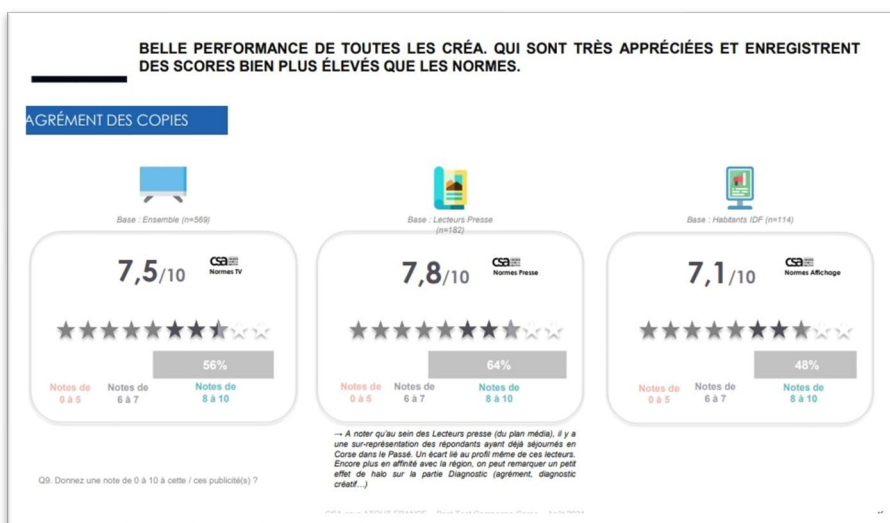 BELLE PERFORMANCE DE TOUTES LES CRÉA. QUI SONT TRÈS APPRÉCIÉES ET ENREGISTRENT
DES SCORES BIEN PLUS ÉLEVÉS QUE LES NORMES.
AGRÉMENT DES COPIES
Base : Ensemble (n=569)
7,5/10
CSA
Normes TV
56%
Notes de
0 à 5
Notes de
6 à 7
Notes de
8 à 10
Base : Lecteurs Presse
(n=182)
7,8/10
CSA
Normes Presse
64%
Notes de
0 à 5
Notes de
6 à 7
Notes de
8 à 10
Base : Habitants IDF (n=114)
7,1/10
CSA
Normes Affichage
48%
Notes de
0 à 5
Notes de
6 à 7
Notes de
8 à 10
→ A noter qu'au sein des Lecteurs presse (du plan média), il y a
une sur-représentation des répondants ayant déjà séjournés en
Corse dans le Passé. Un écart lié au profil même de ces lecteurs.
Encore plus en affinité avec la région, on peut remarquer un petit
effet de halo sur la partie Diagnostic (agrément, diagnostic
créatif…)
Q9. Donnez une note de 0 à 10 à cette / ces publicité(s) ?